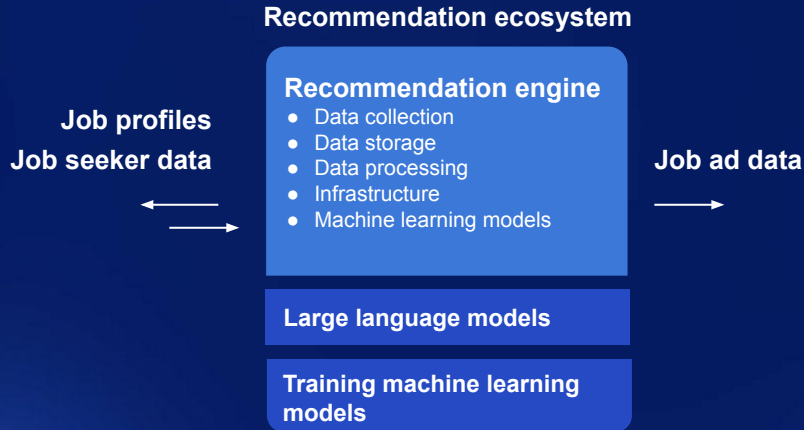 Recommendation ecosystem
Job profiles
Job seeker data
Recommendation engine
● Data collection
● Data storage
● Data processing
● Infrastructure
● Machine learning models
Job ad data
Large language models
Training machine learning
models